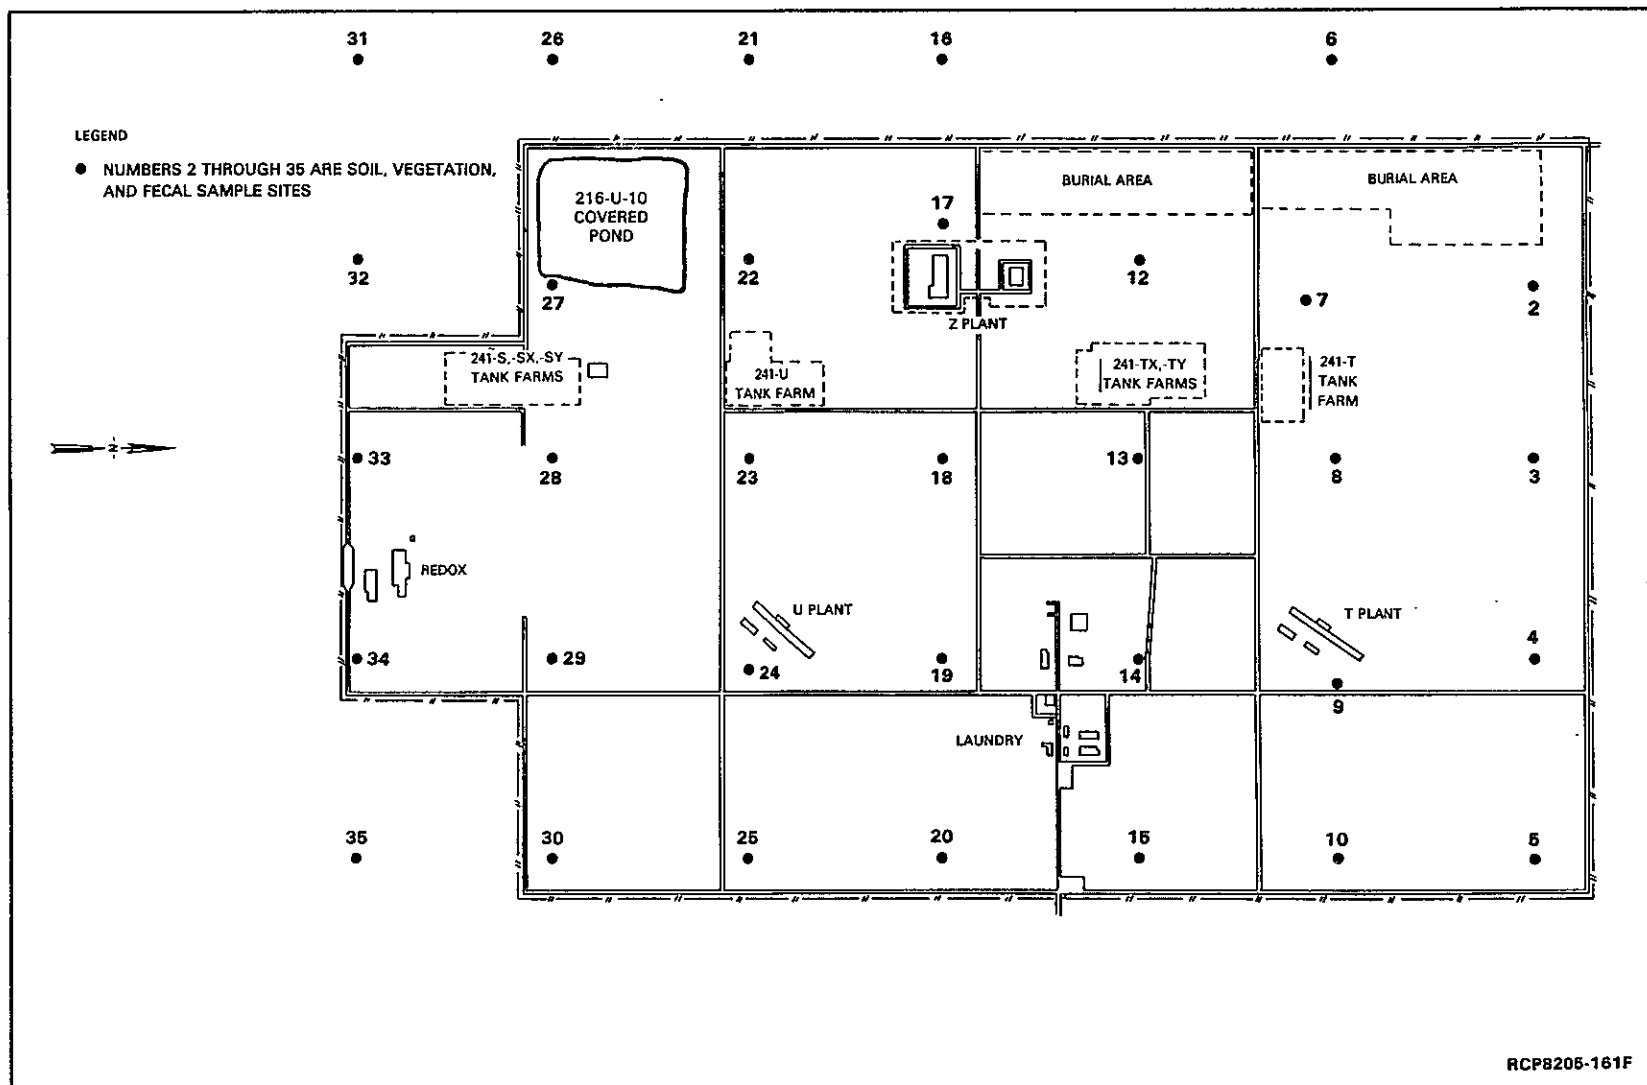 31 26 21 16 6
LEGEND
● NUMBERS 2 THROUGH 35 ARE SOIL, VEGETATION,
AND FECAL SAMPLE SITES
216-U-10
COVERED
POND
BURIAL AREA
BURIAL AREA
17
32
27
22
12
7
2
Z PLANT
241-S,-SX,-SY
TANK FARMS
241-U
TANK FARM
241-TX,-TY
TANK FARMS
241-T
TANK
FARM
N
33
28
23
18
13
8
3
REDOX
U PLANT
T PLANT
4
34
29
24
19
14
9
LAUNDRY
35 30 25 20 15 10 5
RCP8205-161F